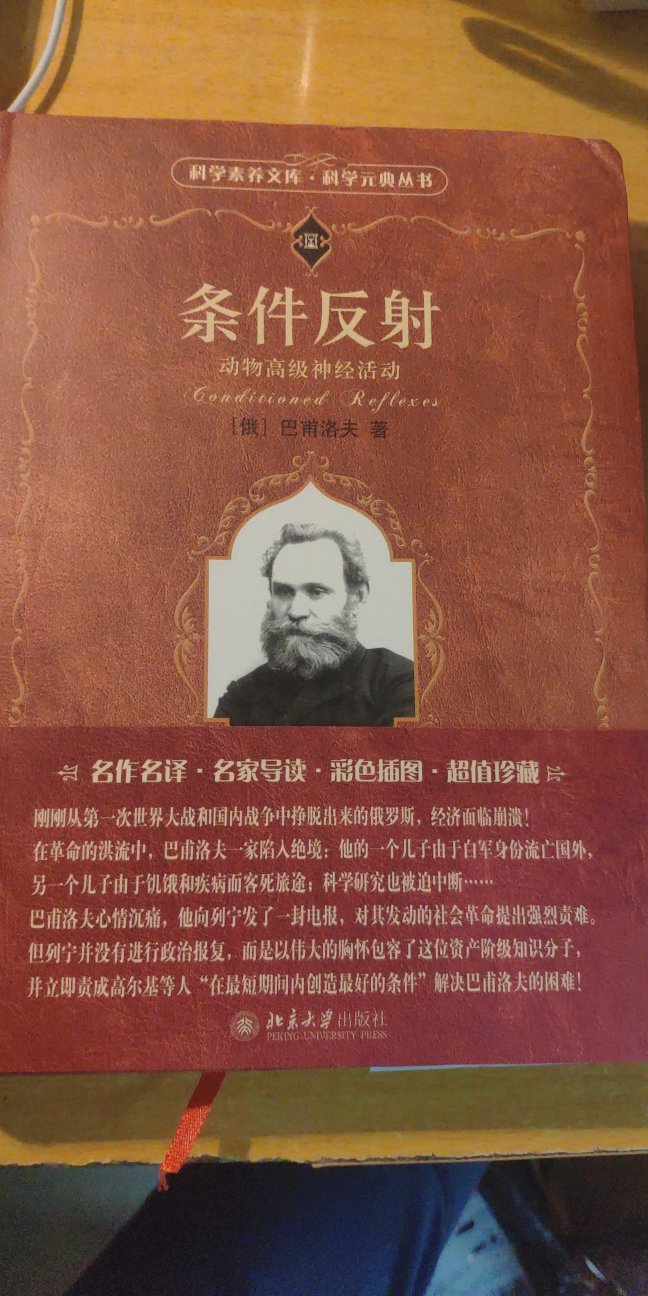 科学素养文库·科学元典丛书
条件反射
动物高级神经活动
Conditioned Reflexes
[俄] 巴甫洛夫 著
名作名译·名家导读·彩色插图·超值珍藏
刚刚从第一次世界大战和国内战争中挣脱出来的俄罗斯，经济面临崩溃！
在革命的洪流中，巴甫洛夫一家陷入绝境：他的一个儿子由于白军身份流亡国外，
另一个儿子由于饥饿和疾病而客死旅途；科学研究也被迫中断……
巴甫洛夫心情沉痛，他向列宁发了一封电报，对其发动的社会革命提出强烈责难。
但列宁并没有进行政治报复，而是以伟大的胸怀包容了这位资产阶级知识分子，
并立即责成高尔基等人“在最短期间内创造最好的条件”解决巴甫洛夫的困难！
北京大学出版社
PEKING UNIVERSITY PRESS